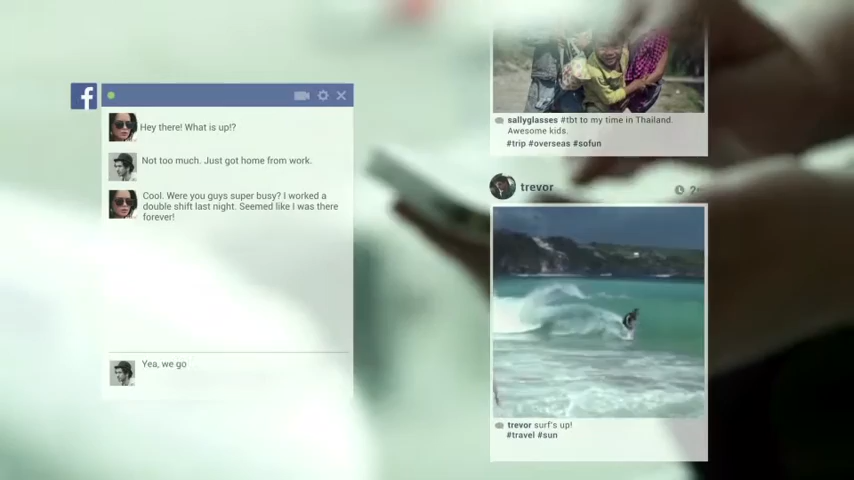 f
Hey there! What is up!?
Not too much. Just got home from work.
Cool. Were you guys super busy? I worked a
double shift last night. Seemed like I was there
forever!
Yea, we go
sallyglasses #tbt to my time in Thailand.
Awesome kids.
#trip #overseas #sofun
trevor
trevor surf's up!
#travel #sun